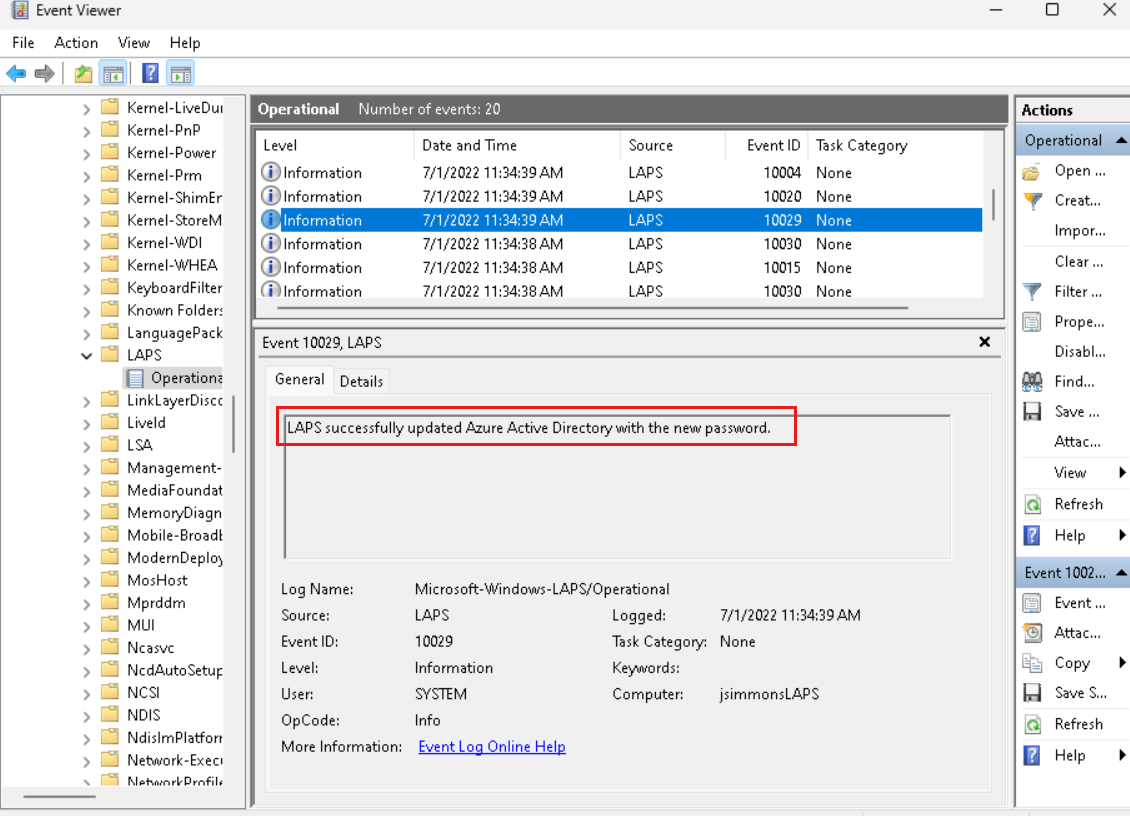 Event Viewer
File Action View Help
Kernel-LiveDu
Kernel-PnP
Kernel-Power
Kernel-Prm
Kernel-ShimEr
Kernel-StoreM
Kernel-WDI
Kernel-WHEA
KeyboardFilter
Known Folders
LanguagePack
LAPS
Operationa
LinkLayerDisco
LiveId
LSA
Management-
MediaFoundat
MemoryDiagn
Mobile-Broadb
ModernDeploy
MosHost
Mprddm
MUI
Ncasvc
NcdAutoSetup
NCSI
NDIS
NdisImPlatforn
Network-Execu
NetworkProfile
Operational Number of events: 20
Level Date and Time Source Event ID Task Category
Information 7/1/2022 11:34:39 AM LAPS 10004 None
Information 7/1/2022 11:34:39 AM LAPS 10020 None
Information 7/1/2022 11:34:39 AM LAPS 10029 None
Information 7/1/2022 11:34:38 AM LAPS 10030 None
Information 7/1/2022 11:34:38 AM LAPS 10015 None
Information 7/1/2022 11:34:38 AM LAPS 10030 None
Event 10029, LAPS
General Details
LAPS successfully updated Azure Active Directory with the new password.
Log Name: Microsoft-Windows-LAPS/Operational
Source: LAPS Logged: 7/1/2022 11:34:39 AM
Event ID: 10029 Task Category: None
Level: Information Keywords:
User: SYSTEM Computer: jsimmonsLAPS
OpCode: Info
More Information: Event Log Online Help
Actions
Operational
Open ...
Creat...
Impor...
Clear ...
Filter ...
Prope...
Disabl...
Find...
Save ...
Attac...
View
Refresh
Help
Event 1002...
Event ...
Attac...
Copy
Save S...
Refresh
Help